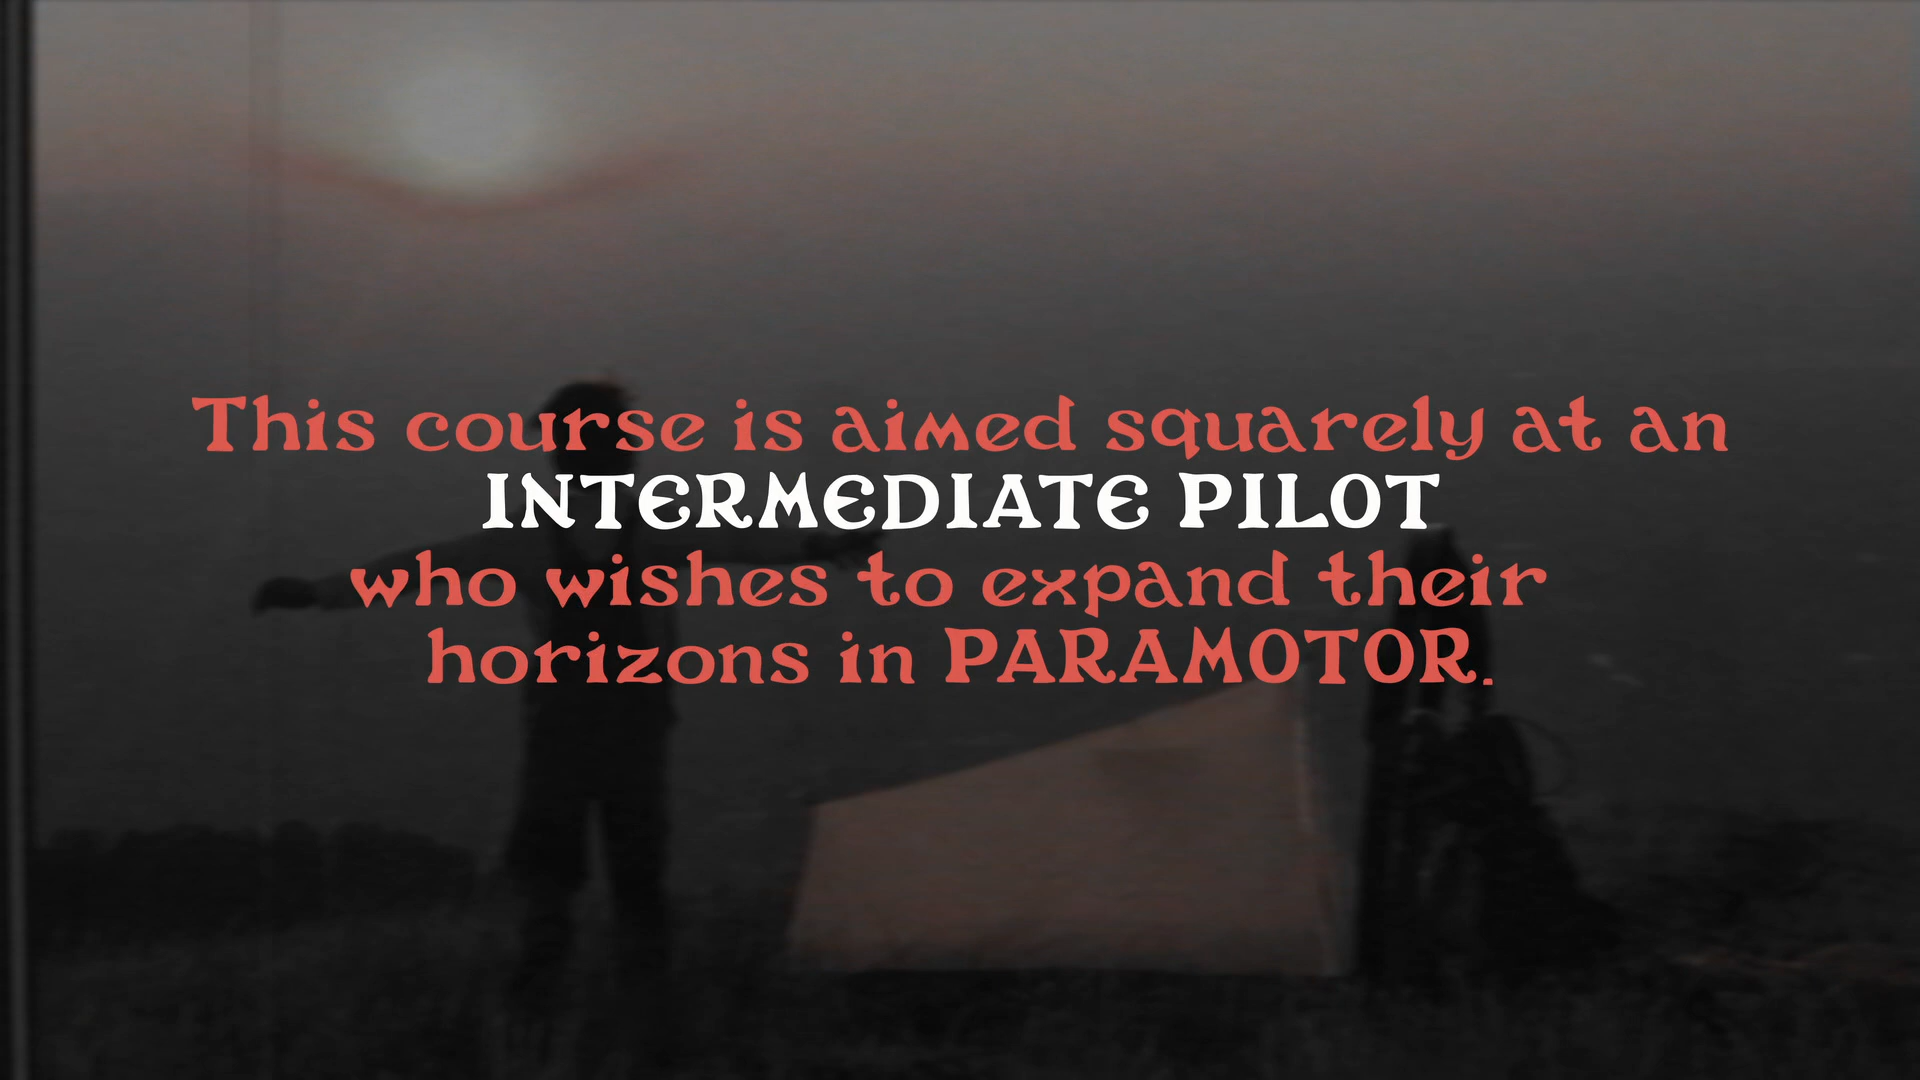 This course is aimed squarely at an
INTERMEDIATE PILOT
who wishes to expand their
horizons in PARAMOTOR.